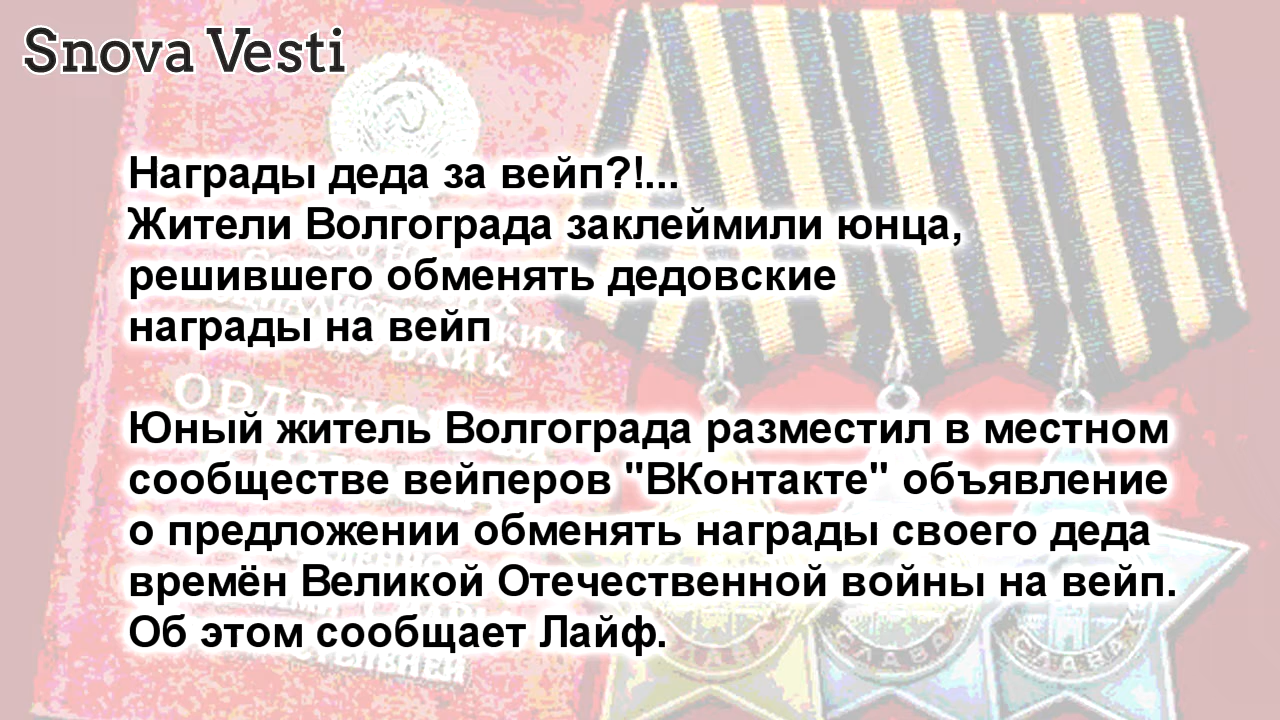 Snova Vesti
Награды деда за вейп?!...
Жители Волгограда заклеймили юнца,
решившего обменять дедовские
награды на вейп
Юный житель Волгограда разместил в местном
сообществе вейперов "ВКонтакте" объявление
о предложении обменять награды своего деда
времён Великой Отечественной войны на вейп.
Об этом сообщает Лайф.